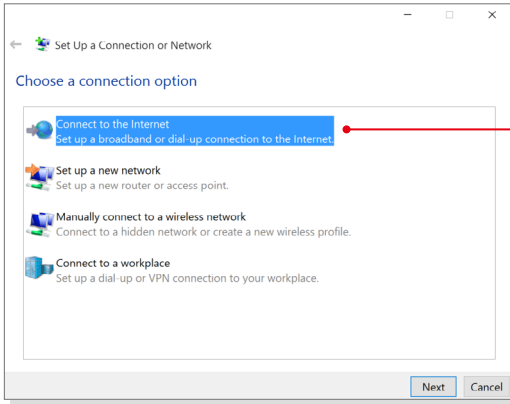 Set Up a Connection or Network
Choose a connection option
Connect to the Internet
Set up a broadband or dial-up connection to the Internet.
Set up a new network
Set up a new router or access point.
Manually connect to a wireless network
Connect to a hidden network or create a new wireless profile.
Connect to a workplace
Set up a dial-up or VPN connection to your workplace.
Next Cancel